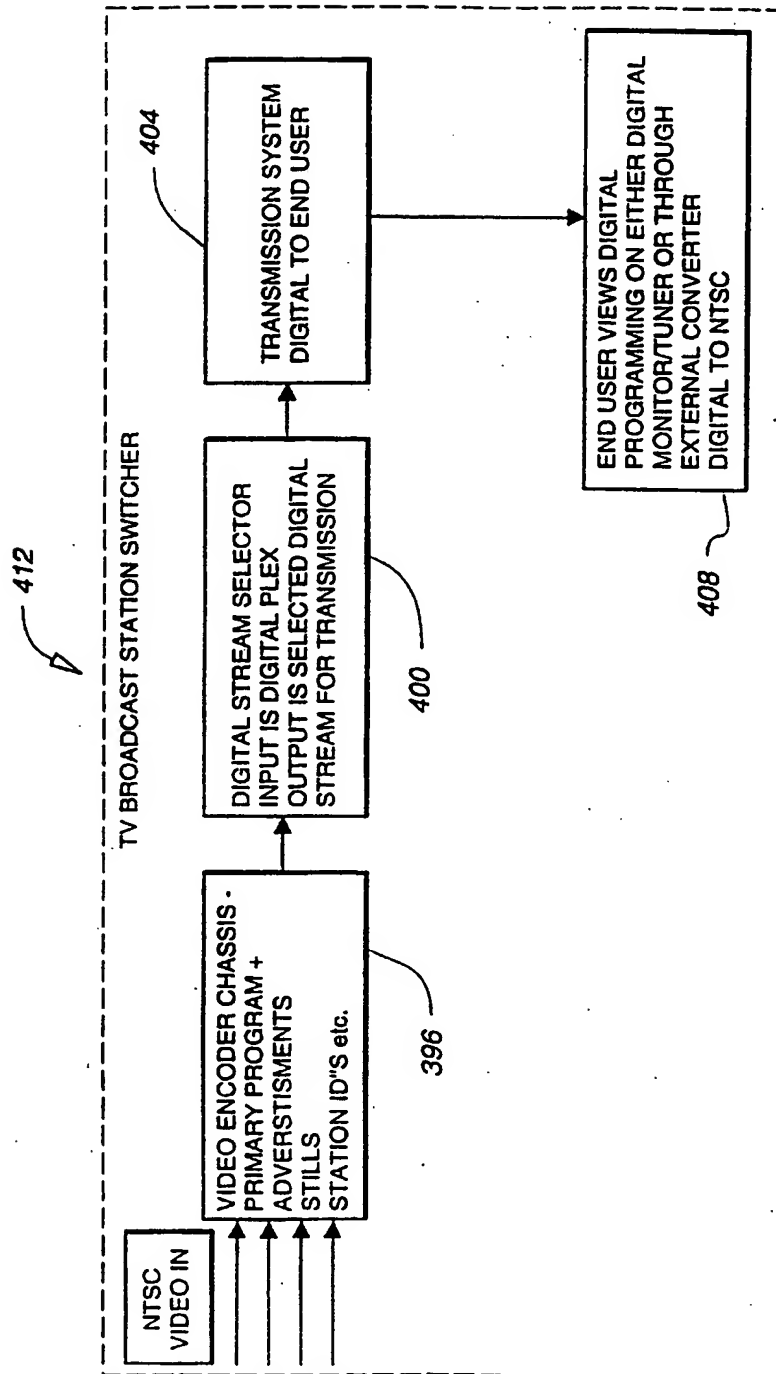 412
TV BROADCAST STATION SWITCHER
NTSC
VIDEO IN
VIDEO ENCODER CHASSIS -
PRIMARY PROGRAM +
ADVERSTISMENTS
STILLS
STATION ID"S etc.
396
DIGITAL STREAM SELECTOR
INPUT IS DIGITAL PLEX
OUTPUT IS SELECTED DIGITAL
STREAM FOR TRANSMISSION
400
TRANSMISSION SYSTEM
DIGITAL TO END USER
404
END USER VIEWS DIGITAL
PROGRAMMING ON EITHER DIGITAL
MONITOR/TUNER OR THROUGH
EXTERNAL CONVERTER
DIGITAL TO NTSC
408